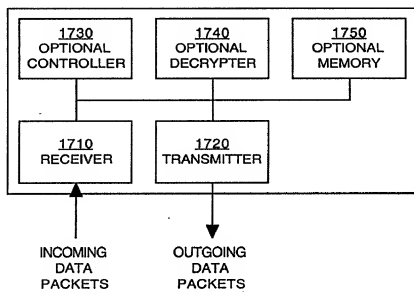 1730
OPTIONAL
CONTROLLER
1740
OPTIONAL
DECRYPTER
1750
OPTIONAL
MEMORY
1710
RECEIVER
1720
TRANSMITTER
INCOMING
DATA
PACKETS
OUTGOING
DATA
PACKETS